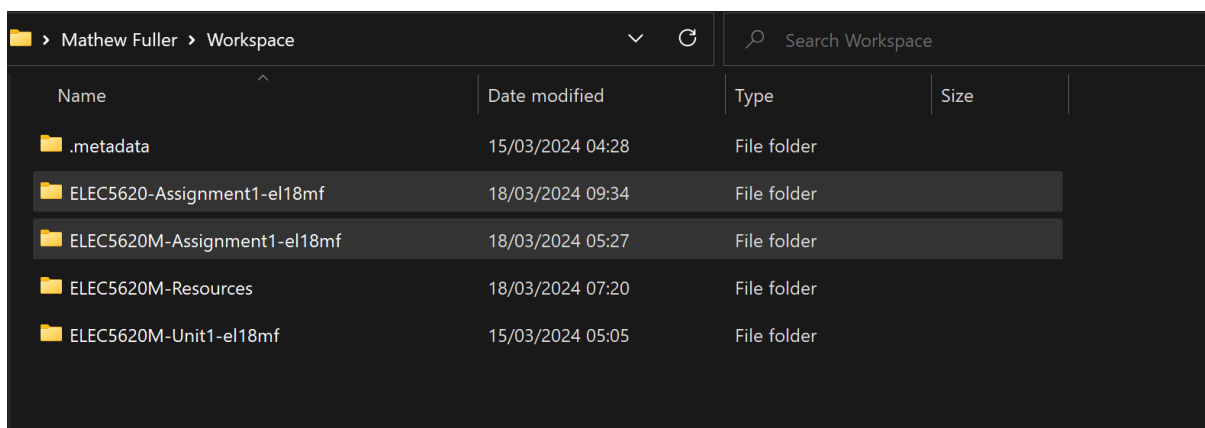 Mathew Fuller Workspace Search Workspace
Name Date modified Type Size
.metadata 15/03/2024 04:28 File folder
ELEC5620-Assignment1-el18mf 18/03/2024 09:34 File folder
ELEC5620M-Assignment1-el18mf 18/03/2024 05:27 File folder
ELEC5620M-Resources 18/03/2024 07:20 File folder
ELEC5620M-Unit1-el18mf 15/03/2024 05:05 File folder